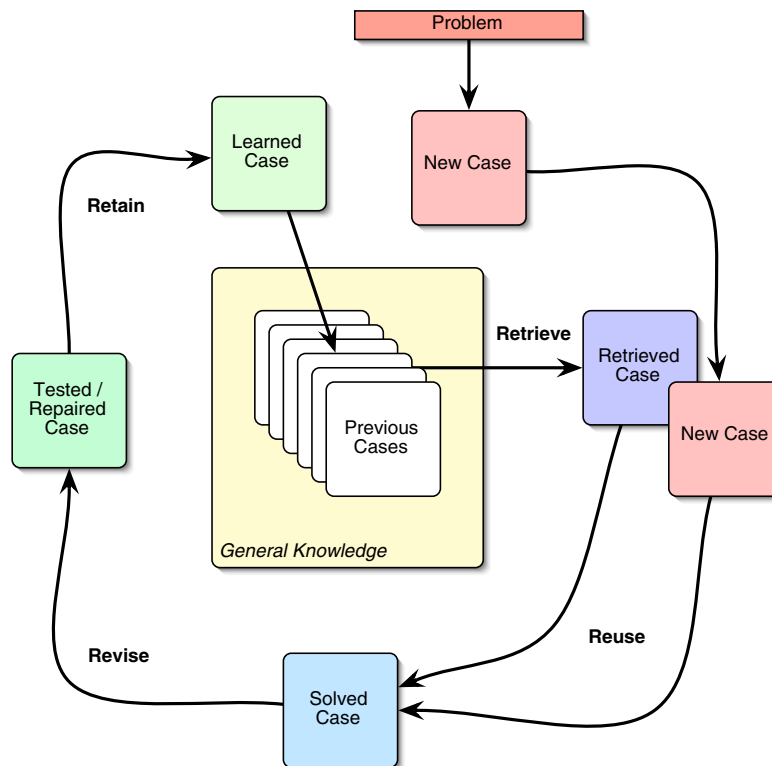 Problem
Learned
Case
New Case
Retain
Retrieve
Retrieved
Case
Tested /
Repaired
Case
Previous
Cases
New Case
General Knowledge
Reuse
Revise
Solved
Case